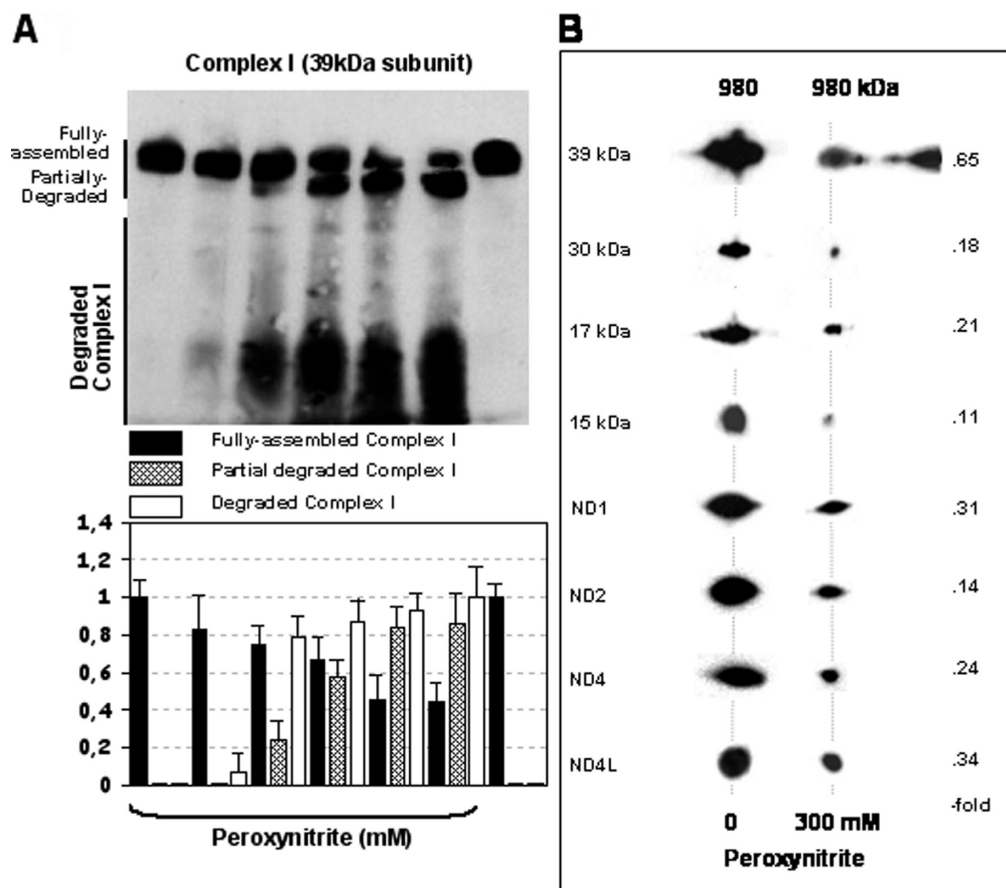 A
Complex I (39kDa subunit)
Fully-
assembled
Partially-
Degraded
Degraded
Complex I
Fully-assembled Complex I
Partial degraded Complex I
Degraded Complex I
1,4
1,2
1
0,8
0,6
0,4
0,2
0
Peroxynitrite (mM)
B
980 980 kDa
39 kDa .65
30 kDa .18
17 kDa .21
15 kDa .11
ND1 .31
ND2 .14
ND4 .24
ND4L .34
-fold
0 300 mM
Peroxynitrite